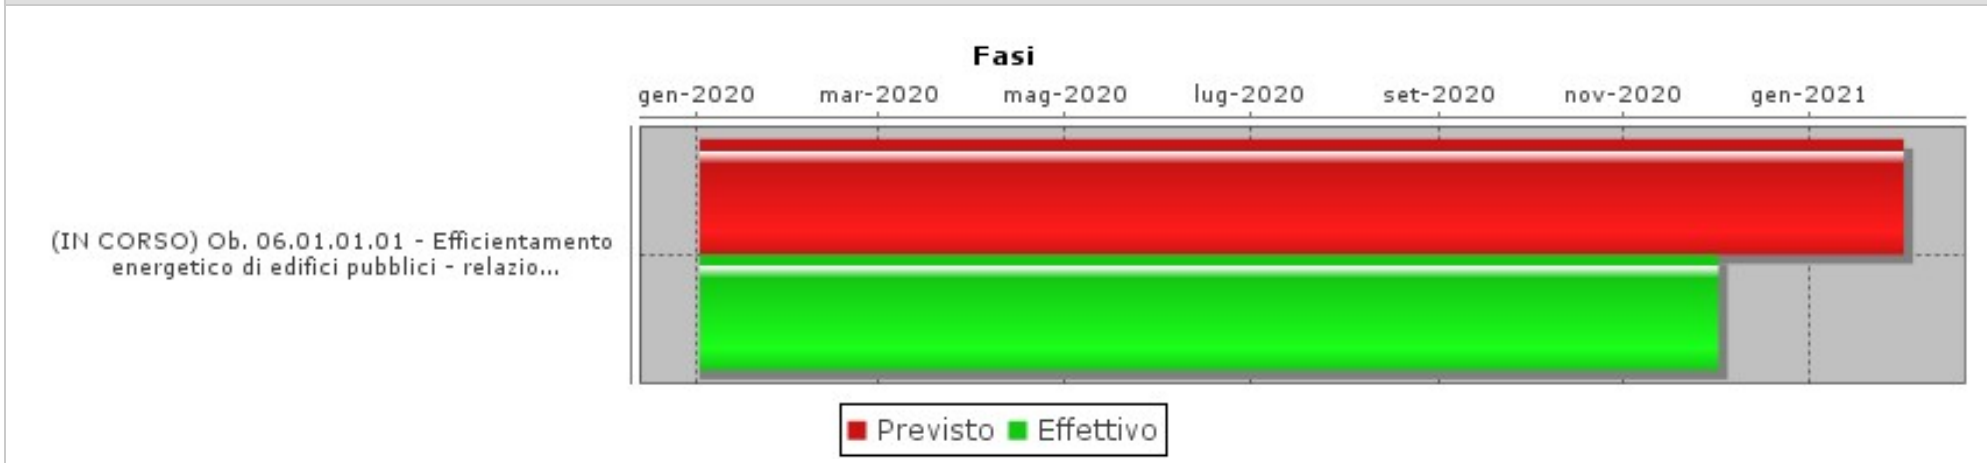 Fasi
gen-2020 mar-2020 mag-2020 lug-2020 set-2020 nov-2020 gen-2021
(IN CORSO) Ob. 06.01.01.01 - Efficientamento
energetico di edifici pubblici - relazio...
Previsto Effettivo